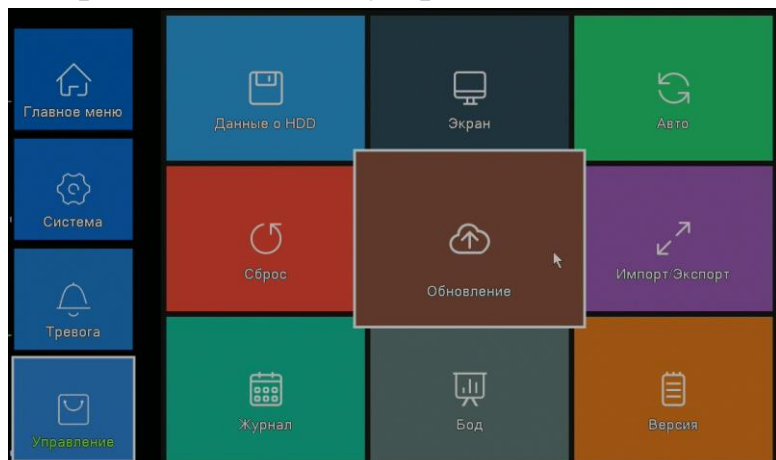 Главное меню
Данные о HDD
Экран
Авто
Система
Сброс
Обновление
Импорт/Экспорт
Тревога
Управление
Журнал
Бод
Версия